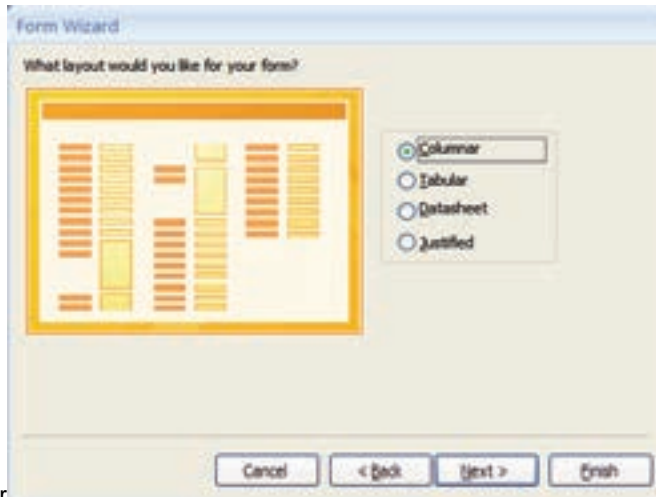 Form Wizard
What layout would you like for your form?
Columnar
Tabular
Datasheet
Justified
Cancel
< Back
Next >
Finish
r